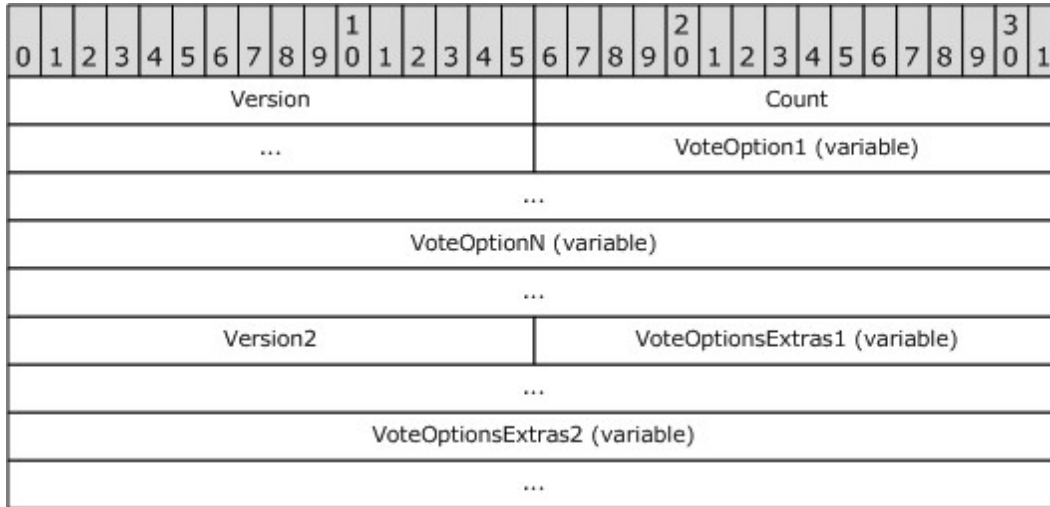 1 2 3
0 1 2 3 4 5 6 7 8 9 0 1 2 3 4 5 6 7 8 9 0 1 2 3 4 5 6 7 8 9 0 1
Version Count
... VoteOption1 (variable)
...
VoteOptionN (variable)
...
Version2 VoteOptionsExtras1 (variable)
...
VoteOptionsExtras2 (variable)
...